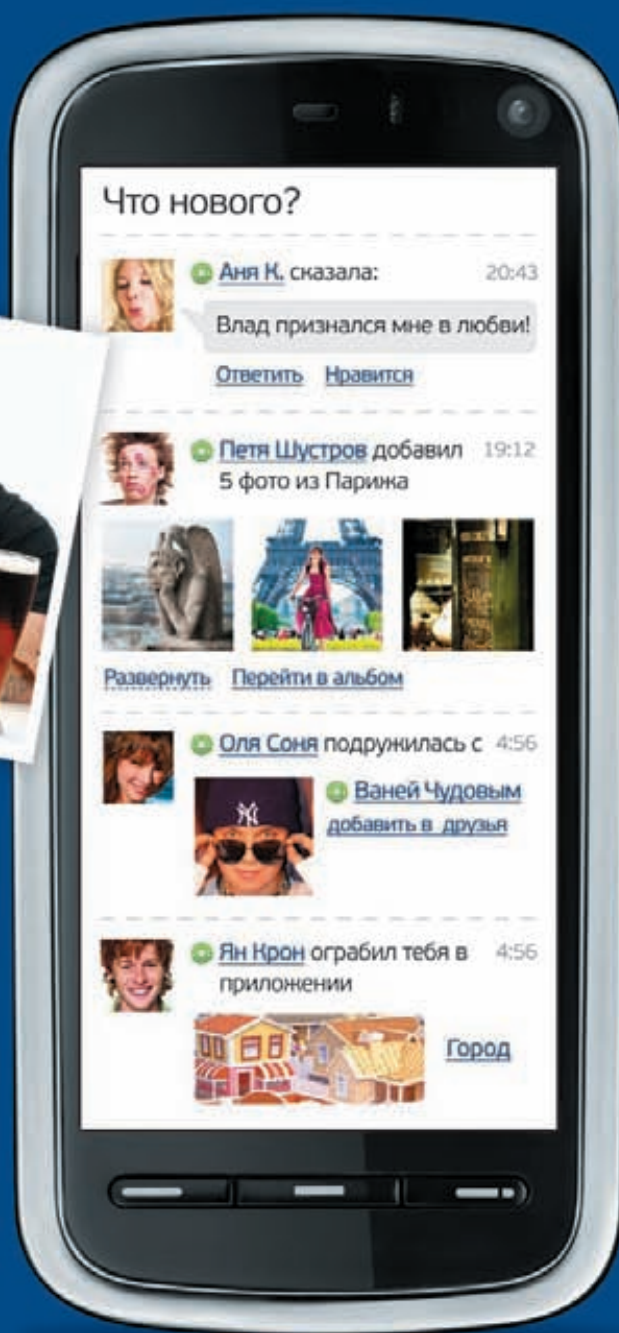 Что нового?
Аня К. сказала: 20:43
Влад признался мне в любви!
Ответить Нравится
Петя Шустров добавил 19:12
5 фото из Парижа
Развернуть Перейти в альбом
Оля Соня подружилась с 4:56
Ваней Чудовым
добавить в друзья
Ян Крон ограбил тебя в 4:56
приложении
Город